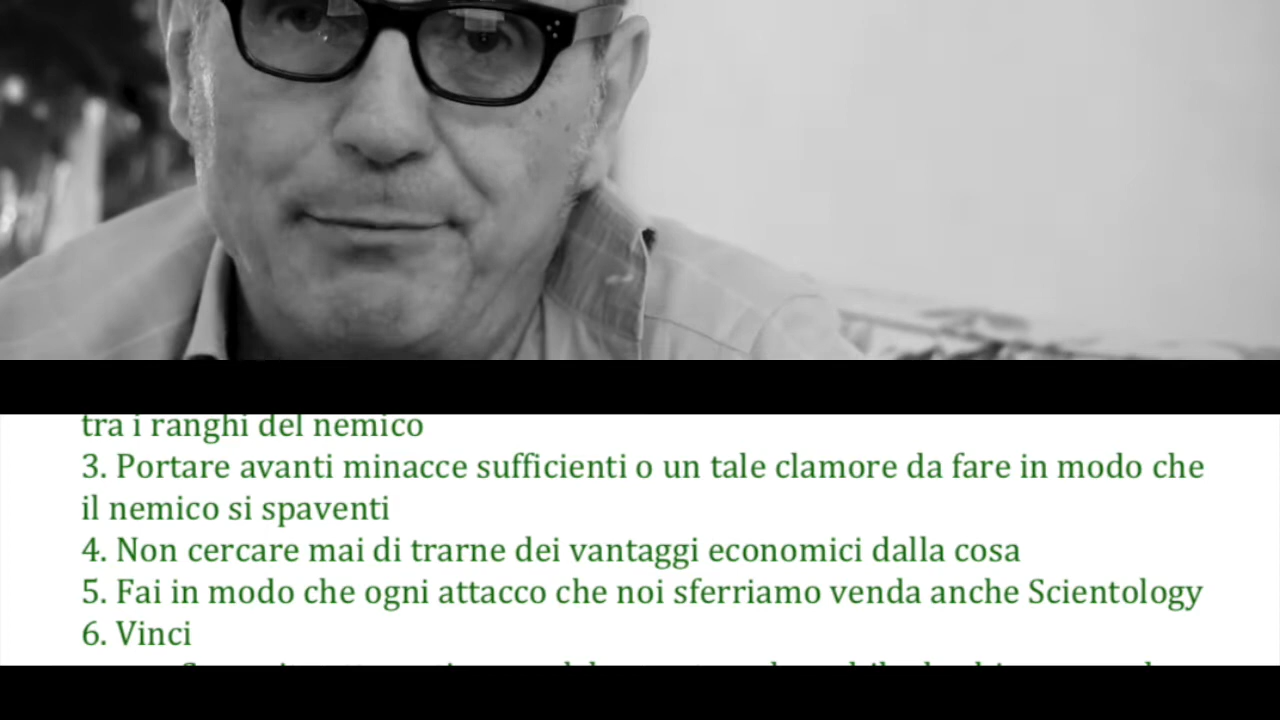 tra i ranghi del nemico
3. Portare avanti minacce sufficienti o un tale clamore da fare in modo che
il nemico si spaventi
4. Non cercare mai di trarne dei vantaggi economici dalla cosa
5. Fai in modo che ogni attacco che noi sferriamo venda anche Scientology
6. Vinci